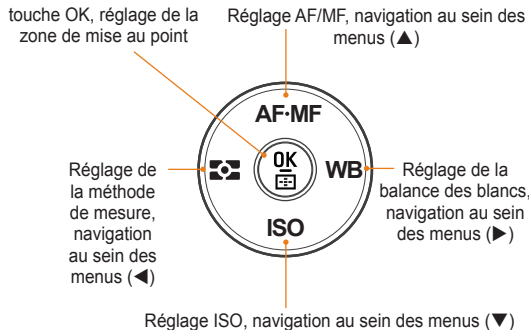 touche OK, réglage de la
zone de mise au point
Réglage AF/MF, navigation au sein des
menus (▲)
AF·MF
OK
WB
ISO
Réglage de
la méthode
de mesure,
navigation
au sein des
menus (◀)
Réglage de la
balance des blancs,
navigation au sein
des menus (▶)
Réglage ISO, navigation au sein des menus (▼)